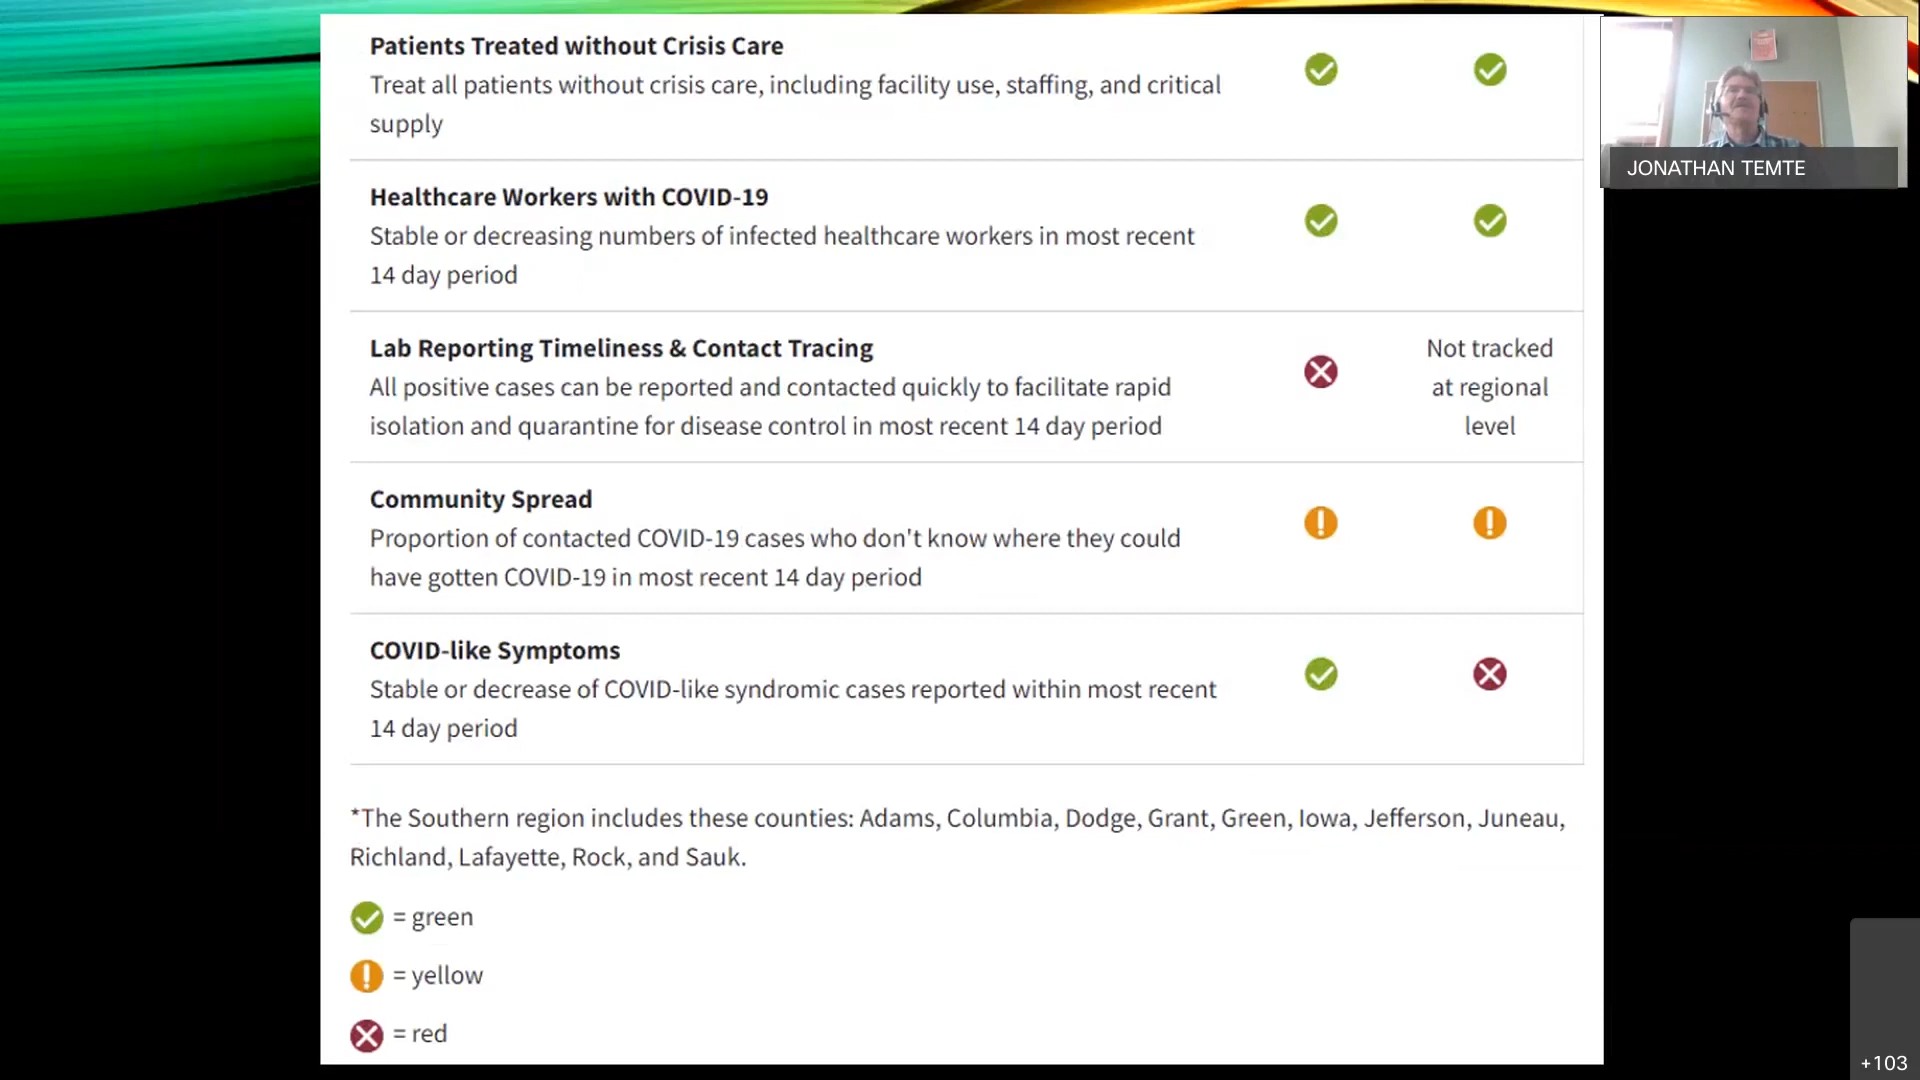 Patients Treated without Crisis Care
Treat all patients without crisis care, including facility use, staffing, and critical
supply
JONATHAN TEMTE
Healthcare Workers with COVID-19
Stable or decreasing numbers of infected healthcare workers in most recent
14 day period
Lab Reporting Timeliness & Contact Tracing
All positive cases can be reported and contacted quickly to facilitate rapid
isolation and quarantine for disease control in most recent 14 day period
Not tracked
at regional
level
Community Spread
Proportion of contacted COVID-19 cases who don't know where they could
have gotten COVID-19 in most recent 14 day period
COVID-like Symptoms
Stable or decrease of COVID-like syndromic cases reported within most recent
14 day period
*The Southern region includes these counties: Adams, Columbia, Dodge, Grant, Green, Iowa, Jefferson, Juneau,
Richland, Lafayette, Rock, and Sauk.
= green
= yellow
= red
+103